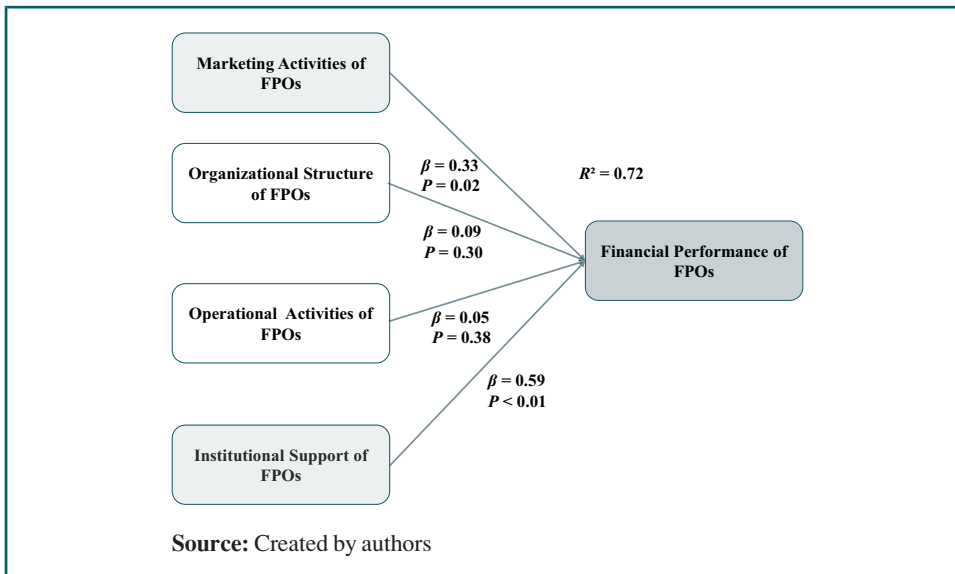 Marketing Activities of
FPOs
Organizational Structure
of FPOs
β = 0.33
P = 0.02
R² = 0.72
β = 0.09
P = 0.30
Financial Performance of
FPOs
Operational Activities of
FPOs
β = 0.05
P = 0.38
β = 0.59
P < 0.01
Institutional Support of
FPOs
Source: Created by authors